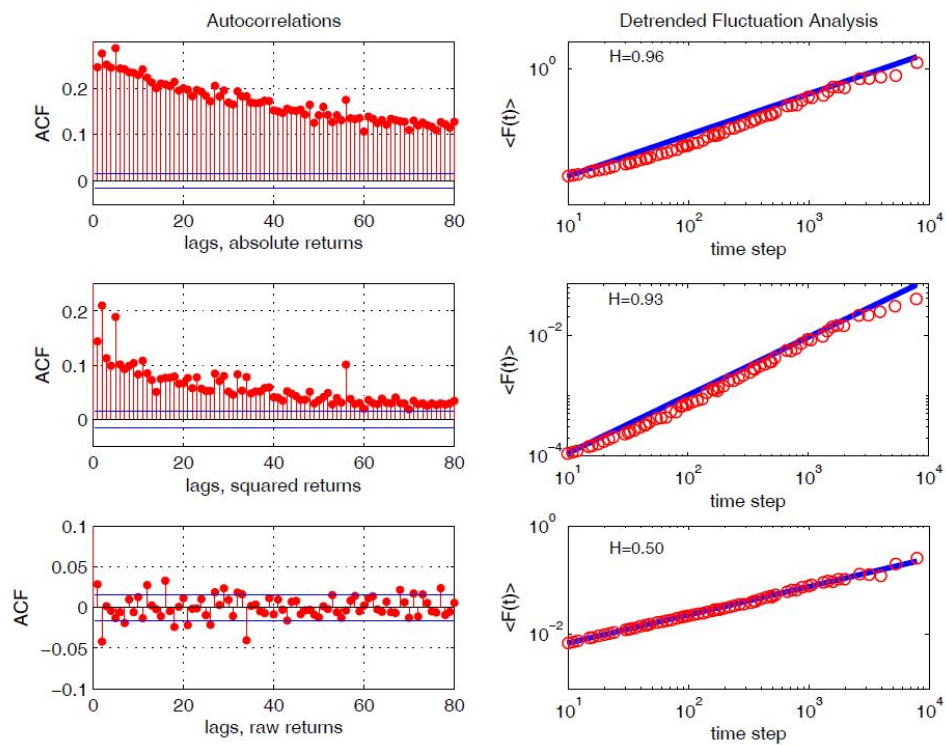 Autocorrelations
ACF
0.2
0.1
0
0 20 40 60 80
lags, absolute returns
Detrended Fluctuation Analysis
H=0.96
<F(t)>
10^0
10^1 10^2 10^3 10^4
time step
ACF
0.2
0.1
0
0 20 40 60 80
lags, squared returns
H=0.93
<F(t)>
10^-2
10^-4
10^1 10^2 10^3 10^4
time step
ACF
0.1
0.05
0
−0.05
−0.1
0 20 40 60 80
lags, raw returns
H=0.50
<F(t)>
10^0
10^-2
10^1 10^2 10^3 10^4
time step